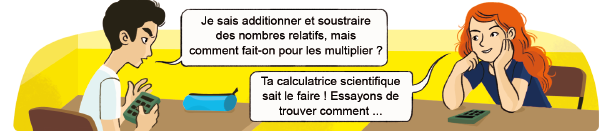 Je sais additionner et soustraire
des nombres relatifs, mais
comment fait-on pour les multiplier ?
Ta calculatrice scientifique
sait le faire ! Essayons de
trouver comment ...